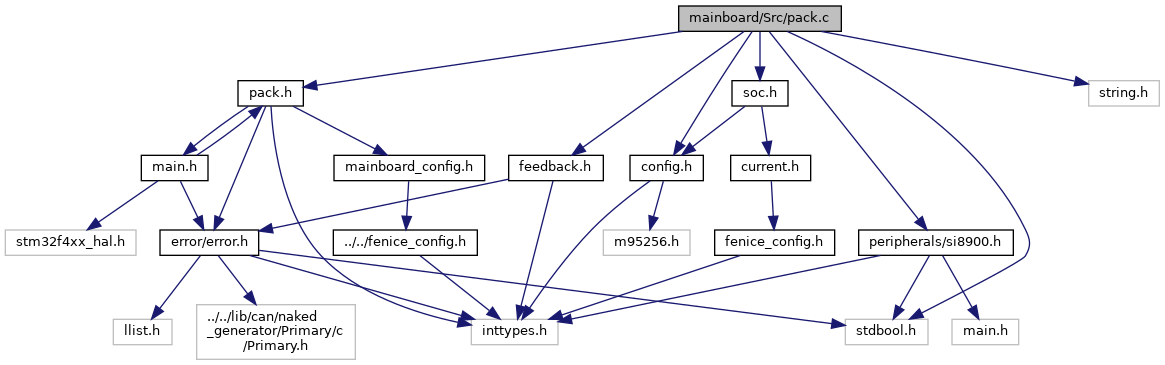 mainboard/Src/pack.c
pack.h
soc.h
string.h
main.h
mainboard_config.h
feedback.h
config.h
current.h
stm32f4xx_hal.h
error/error.h
../../fenice_config.h
m95256.h
fenice_config.h
peripherals/si8900.h
llist.h
../../lib/can/naked
_generator/Primary/c
/Primary.h
inttypes.h
stdbool.h
main.h